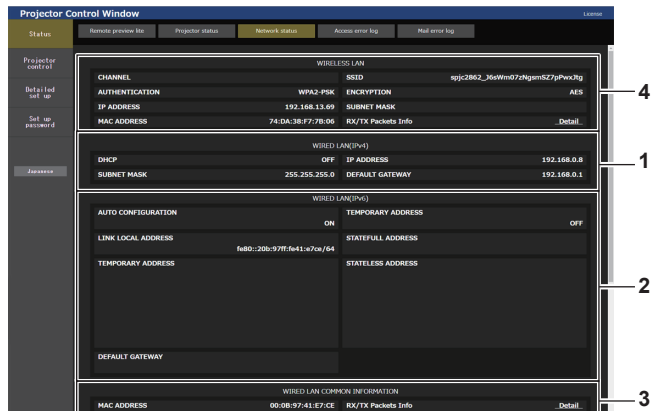 Projector Control Window
License
Status
Remote preview lite
Projector status
Network status
Access error log
Mail error log
Projector control
Detailed set up
Set up password
Japanese
WIRELESS LAN
CHANNEL
SSID spjc2862_J6sWm07zNgsmSZ7pPwxJtg
AUTHENTICATION WPA2-PSK ENCRYPTION AES
IP ADDRESS 192.168.13.69 SUBNET MASK
MAC ADDRESS 74:DA:38:F7:7B:06 RX/TX Packets Info Detail
4
WIRED LAN(IPv4)
DHCP OFF IP ADDRESS 192.168.0.8
SUBNET MASK 255.255.255.0 DEFAULT GATEWAY 192.168.0.1
1
WIRED LAN(IPv6)
AUTO CONFIGURATION ON
TEMPORARY ADDRESS OFF
LINK LOCAL ADDRESS fe80::20b:97ff:fe41:e7ce/64
STATEFULL ADDRESS
TEMPORARY ADDRESS
STATELESS ADDRESS
DEFAULT GATEWAY
2
WIRED LAN COMMON INFORMATION
MAC ADDRESS 00:0B:97:41:E7:CE RX/TX Packets Info Detail
3